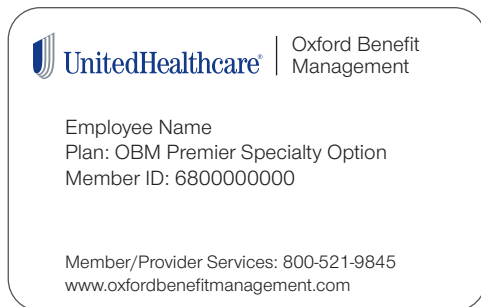 UnitedHealthcare®
Oxford Benefit
Management
Employee Name
Plan: OBM Premier Specialty Option
Member ID: 6800000000
Member/Provider Services: 800-521-9845
www.oxfordbenefitmanagement.com